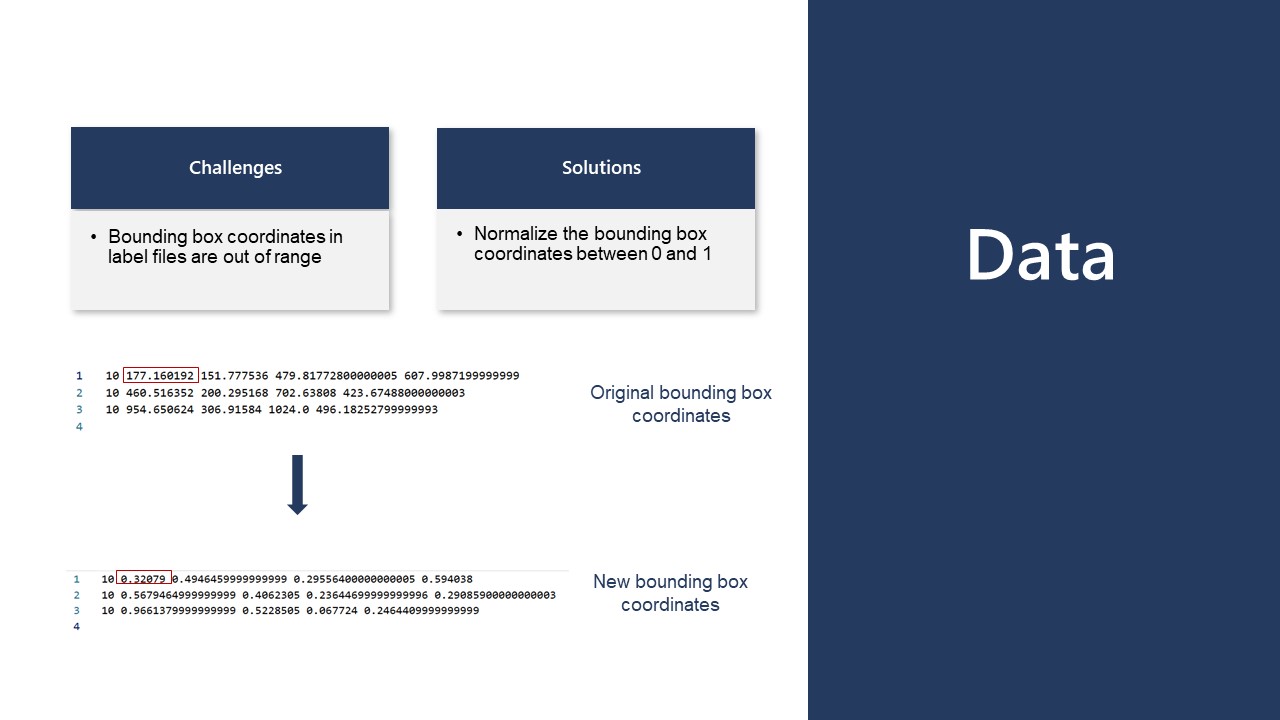 Challenges
• Bounding box coordinates in
label files are out of range
Solutions
• Normalize the bounding box
coordinates between 0 and 1
Data
1 10 177.160192 151.777536 479.81772800000005 607.9987199999999
2 10 460.516352 200.295168 702.63808 423.67488000000003
3 10 954.650624 306.91584 1024.0 496.18252799999993
4
Original bounding box
coordinates
1 10 0.32079 0.4946459999999999 0.29556400000000005 0.594038
2 10 0.5679464999999999 0.4062305 0.23644699999999996 0.29085900000000003
3 10 0.9661379999999999 0.5228505 0.067724 0.2464409999999999
4
New bounding box
coordinates